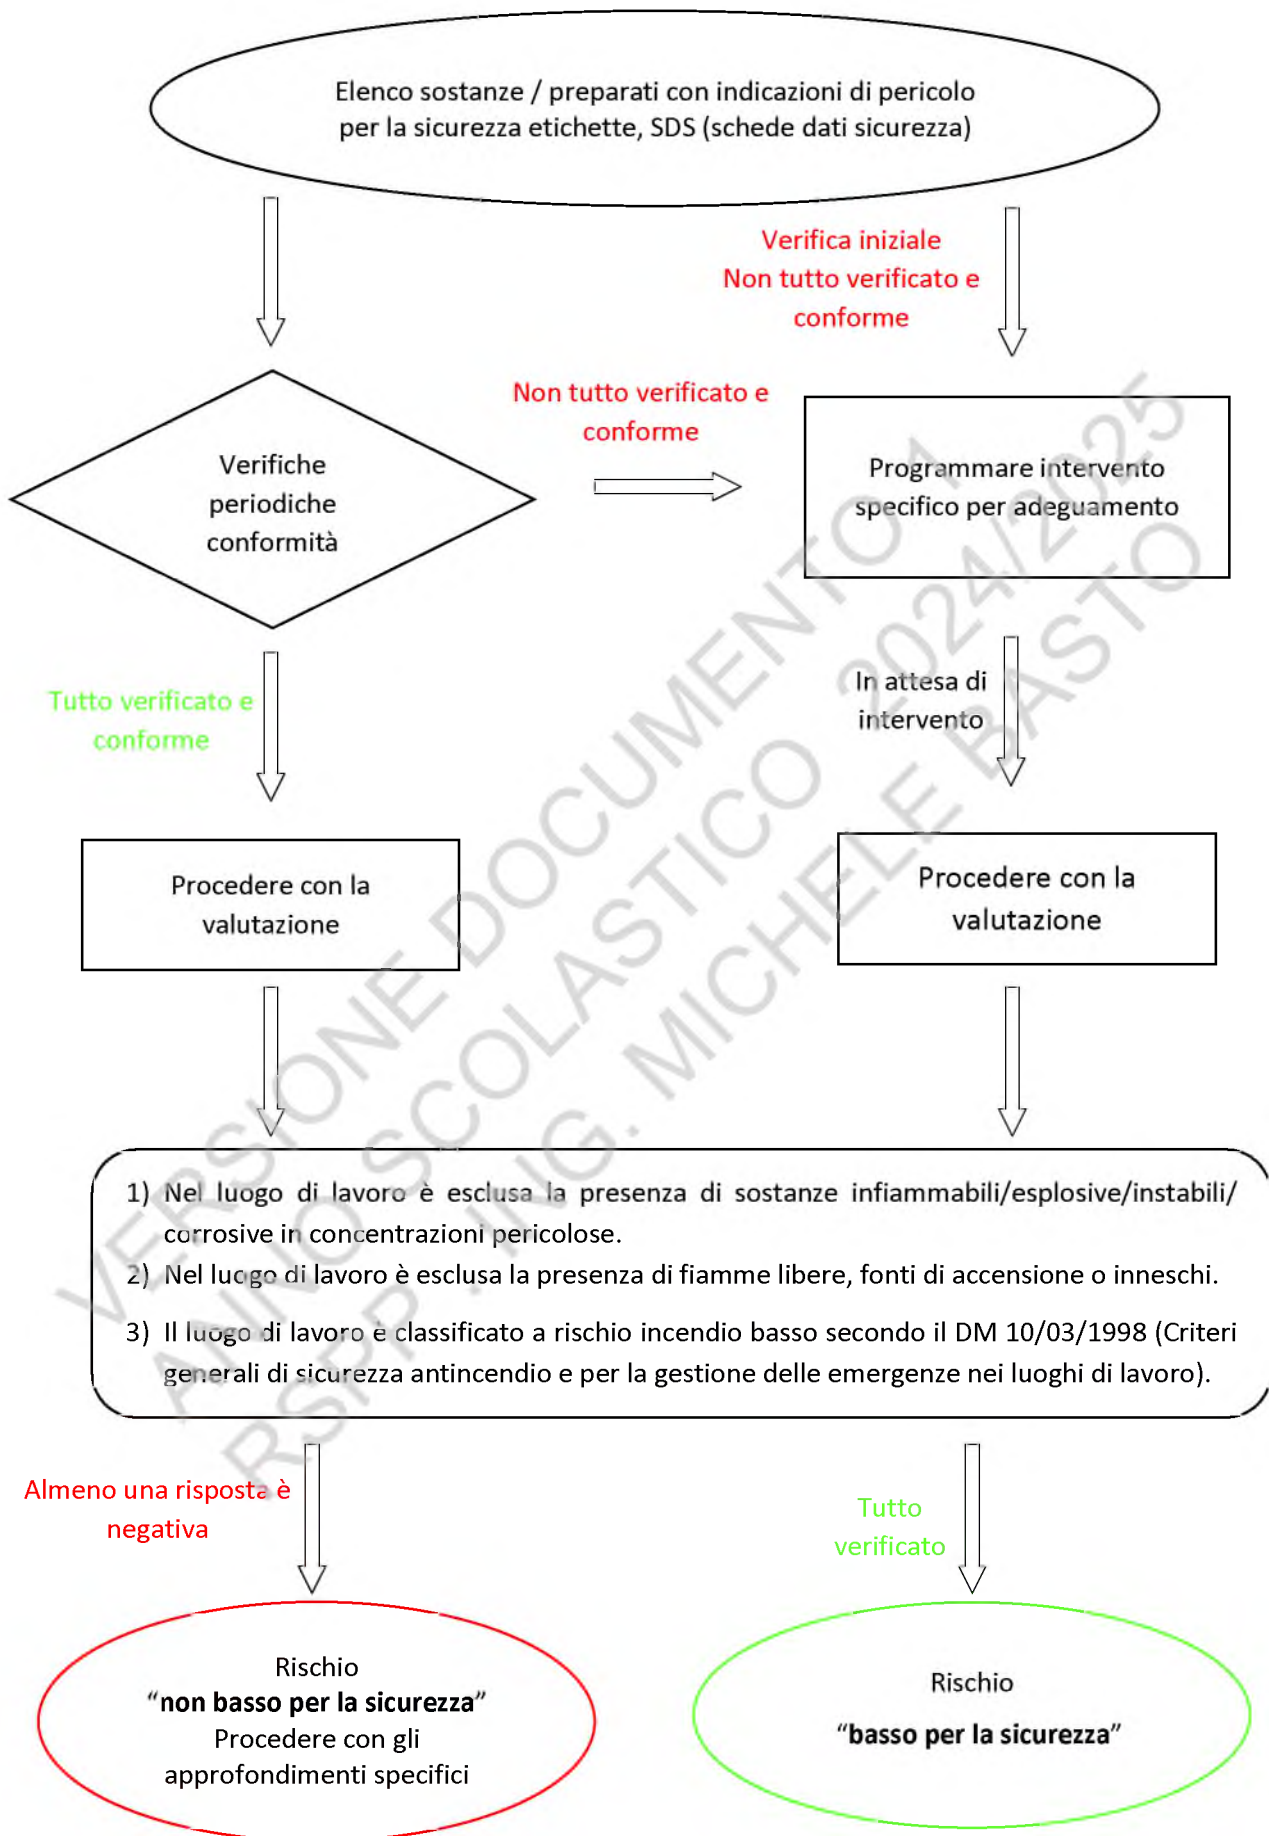 Elenco sostanze / preparati con indicazioni di pericolo
per la sicurezza etichette, SDS (schede dati sicurezza)
Verifica iniziale
Non tutto verificato e
conforme
Non tutto verificato e
conforme
Verifiche
periodiche
conformità
Programmare intervento
specifico per adeguamento
Tutto verificato e
conforme
In attesa di
intervento
Procedere con la
valutazione
Procedere con la
valutazione
1) Nel luogo di lavoro è esclusa la presenza di sostanze infiammabili/esplosive/instabili/
corrosive in concentrazioni pericolose.
2) Nel luogo di lavoro è esclusa la presenza di fiamme libere, fonti di accensione o inneschi.
3) Il luogo di lavoro è classificato a rischio incendio basso secondo il DM 10/03/1998 (Criteri
generali di sicurezza antincendio e per la gestione delle emergenze nei luoghi di lavoro).
Almeno una risposta è
negativa
Tutto
verificato
Rischio
“non basso per la sicurezza”
Procedere con gli
approfondimenti specifici
Rischio
“basso per la sicurezza”
VERSIONE DOCUMENTO 1
ANNO SCOLASTICO 2024/2025
RSPP . ING. MICHELE BASTO